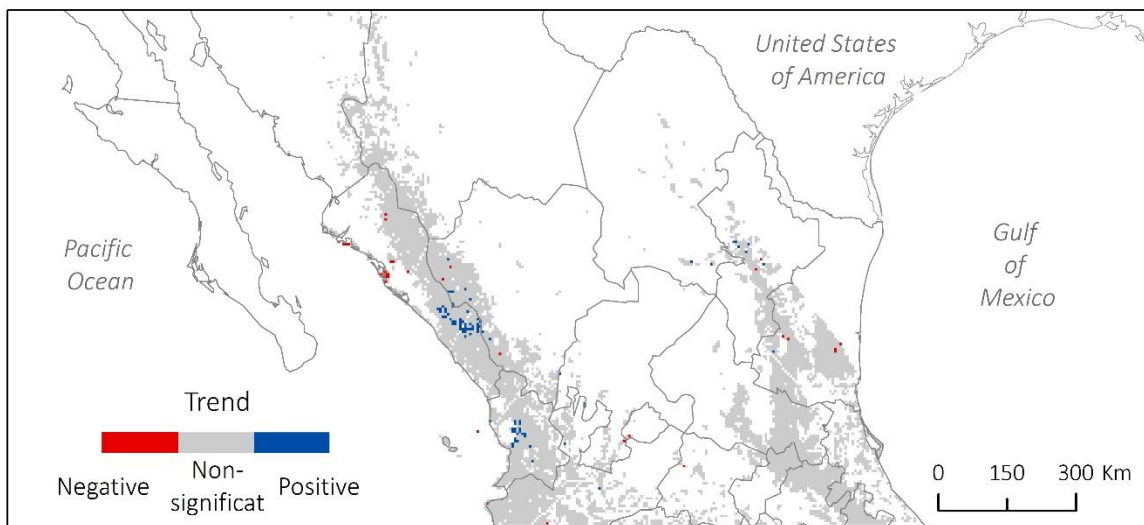 United States
of America
Pacific
Ocean
Gulf
of
Mexico
Trend
Negative
Non-
significat
Positive
0 150 300 Km